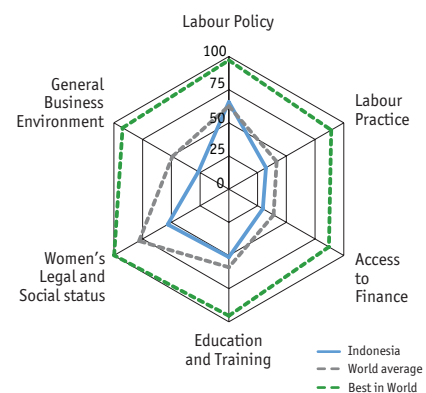 Labour Policy
100
75
50
25
0
General
Business
Environment
Labour
Practice
Women's
Legal and
Social status
Access
to
Finance
Education
and Training
Indonesia
World average
Best in World